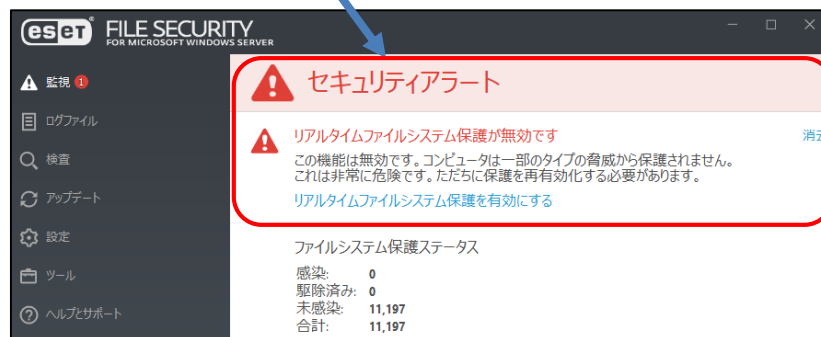 eset FILE SECURITY
FOR MICROSOFT WINDOWS SERVER
監視 1
ログファイル
検査
アップデート
設定
ツール
ヘルプとサポート
セキュリティアラート
リアルタイムファイルシステム保護が無効です
消去
この機能は無効です。コンピュータは一部のタイプの脅威から保護されません。
これは非常に危険です。ただちに保護を再有効化する必要があります。
リアルタイムファイルシステム保護を有効にする
ファイルシステム保護ステータス
感染: 0
駆除済み: 0
未感染: 11,197
合計: 11,197